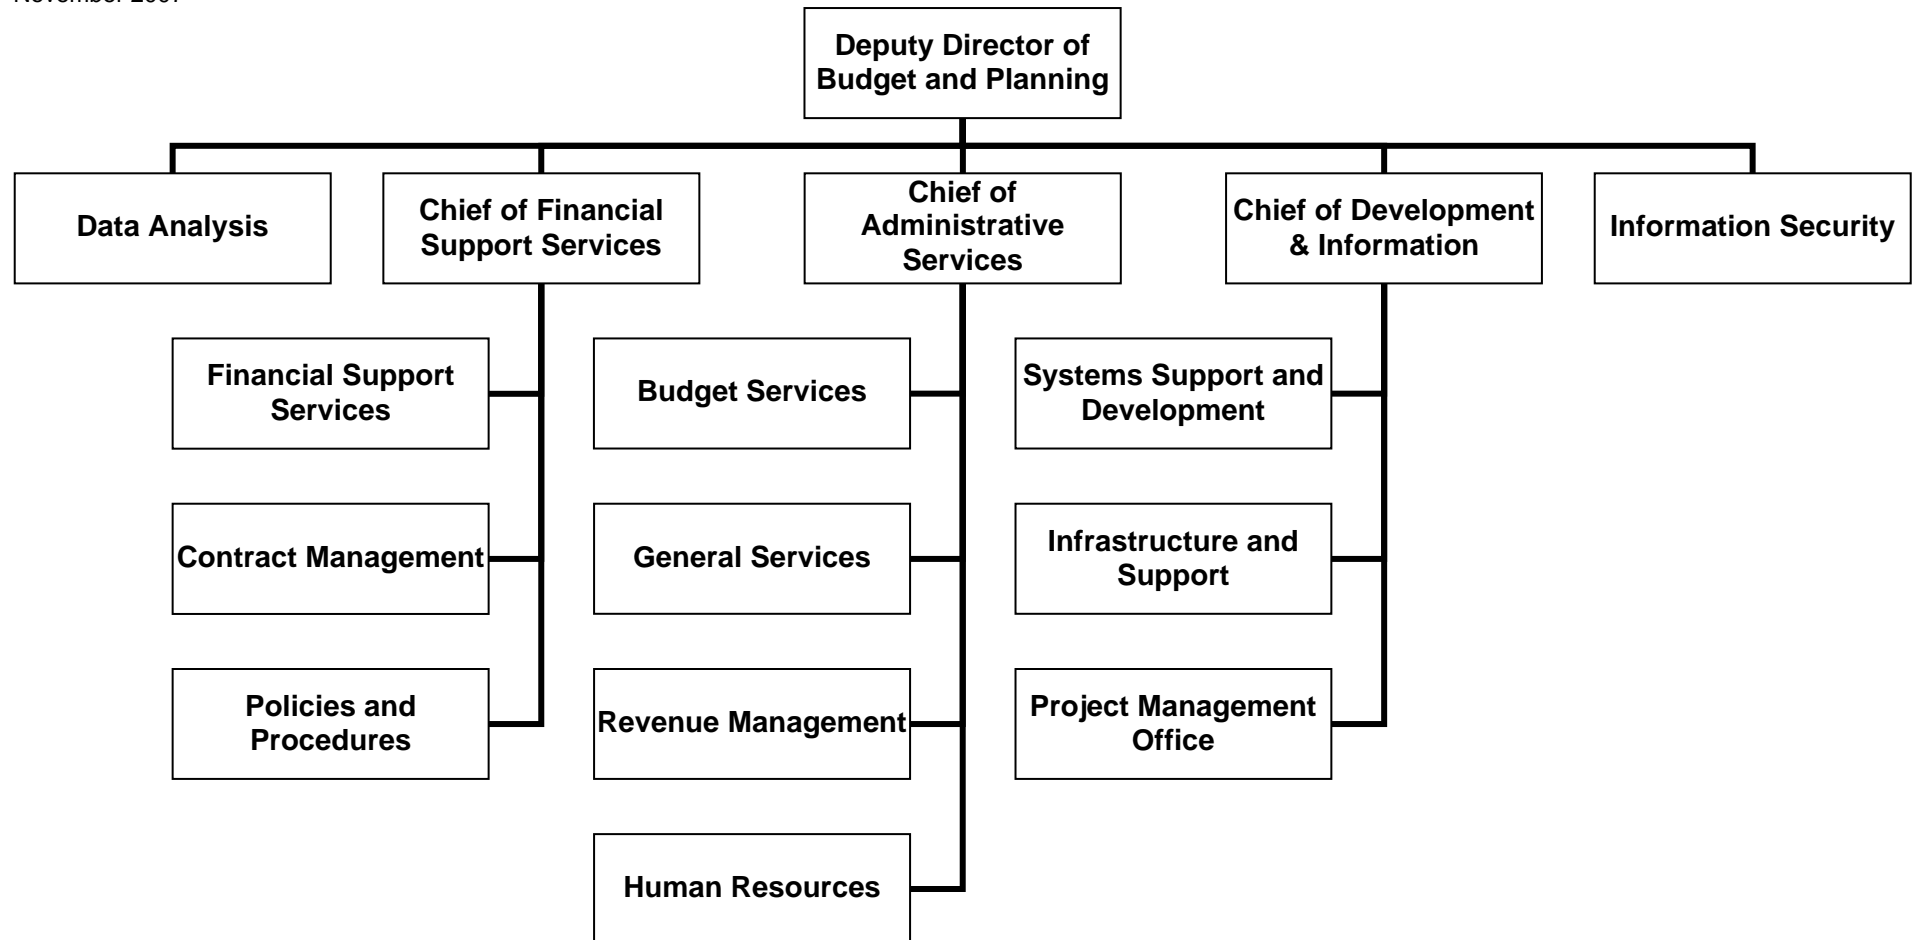 Deputy Director of
Budget and Planning
Data Analysis
Chief of Financial
Support Services
Chief of
Administrative
Services
Chief of Development
& Information
Information Security
Financial Support
Services
Budget Services
Systems Support and
Development
Contract Management
General Services
Infrastructure and
Support
Policies and
Procedures
Revenue Management
Project Management
Office
Human Resources